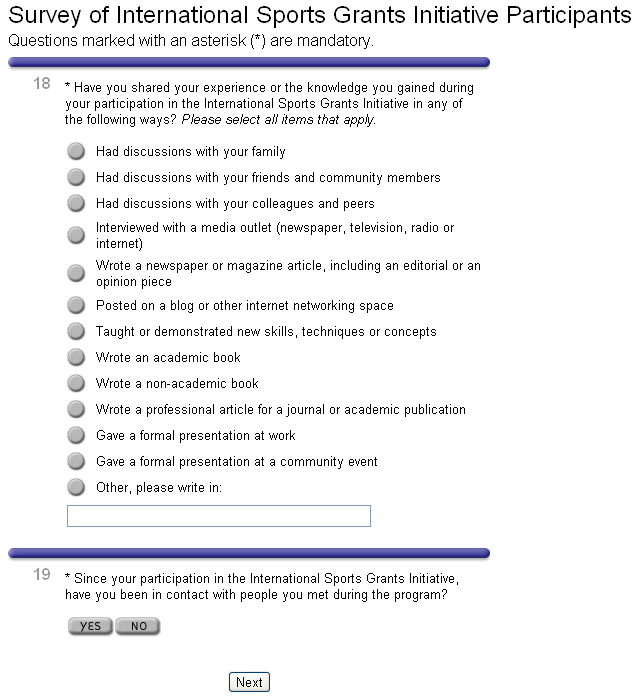 Survey of International Sports Grants Initiative Participants
Questions marked with an asterisk (*) are mandatory.
18
* Have you shared your experience or the knowledge you gained during
your participation in the International Sports Grants Initiative in any of
the following ways? Please select all items that apply.
Had discussions with your family
Had discussions with your friends and community members
Had discussions with your colleagues and peers
Interviewed with a media outlet (newspaper, television, radio or
internet)
Wrote a newspaper or magazine article, including an editorial or an
opinion piece
Posted on a blog or other internet networking space
Taught or demonstrated new skills, techniques or concepts
Wrote an academic book
Wrote a non-academic book
Wrote a professional article for a journal or academic publication
Gave a formal presentation at work
Gave a formal presentation at a community event
Other, please write in:
19
* Since your participation in the International Sports Grants Initiative,
have you been in contact with people you met during the program?
YES NO
Next